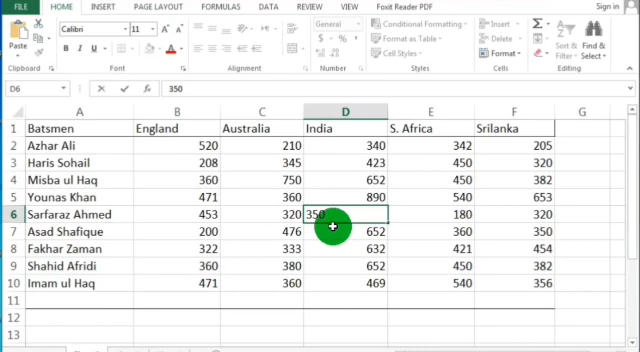 FILE HOME INSERT PAGE LAYOUT FORMULAS DATA REVIEW VIEW Foxit Reader PDF Sign in
Calibri 11 A A General Conditional Formatting Insert
Paste B I U $ % , Format as Table Delete Sort & Find &
Cell Styles Format Filter Select
Clipboard Font Alignment Number Styles Cells Editing
D6 fx 350
A B C D E F G
1 Batsmen England Australia India S. Africa Srilanka
2 Azhar Ali 520 210 340 342 205
3 Haris Sohail 208 345 423 450 320
4 Misba ul Haq 360 750 652 450 382
5 Younas Khan 471 360 890 540 653
6 Sarfaraz Ahmed 453 320 350 180 320
7 Asad Shafique 200 476 652 360 350
8 Fakhar Zaman 322 333 632 421 454
9 Shahid Afridi 360 380 652 450 382
10 Imam ul Haq 471 360 469 540 356
11
12
13